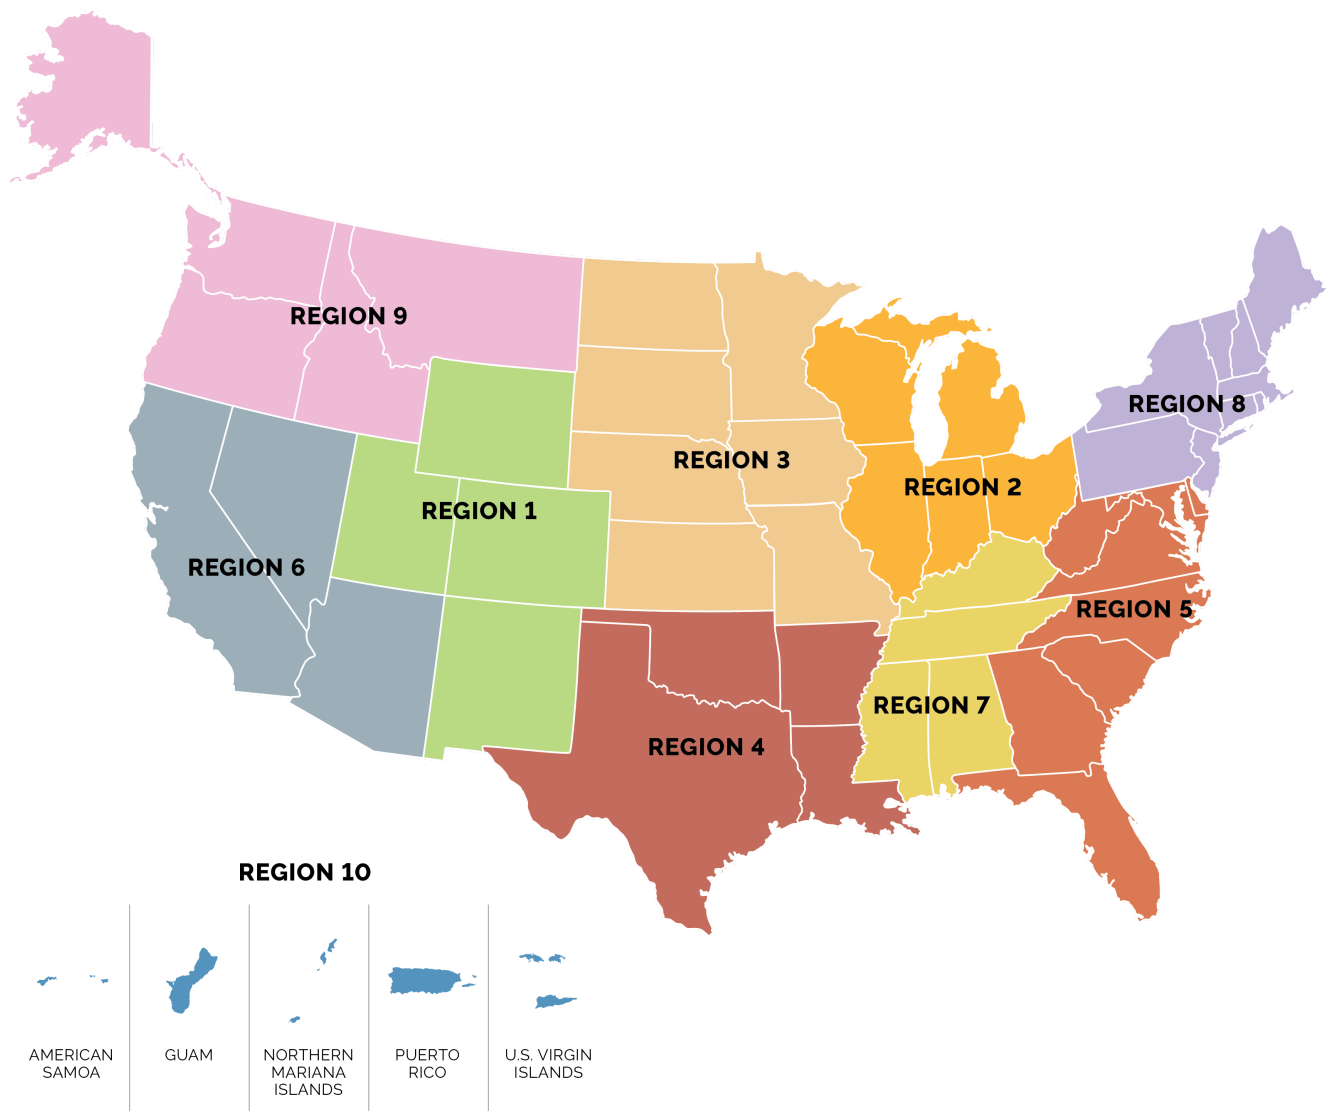 REGION 9
REGION 8
REGION 3
REGION 2
REGION 1
REGION 6
REGION 5
REGION 7
REGION 4
REGION 10
AMERICAN
SAMOA
GUAM
NORTHERN
MARIANA
ISLANDS
PUERTO
RICO
U.S. VIRGIN
ISLANDS